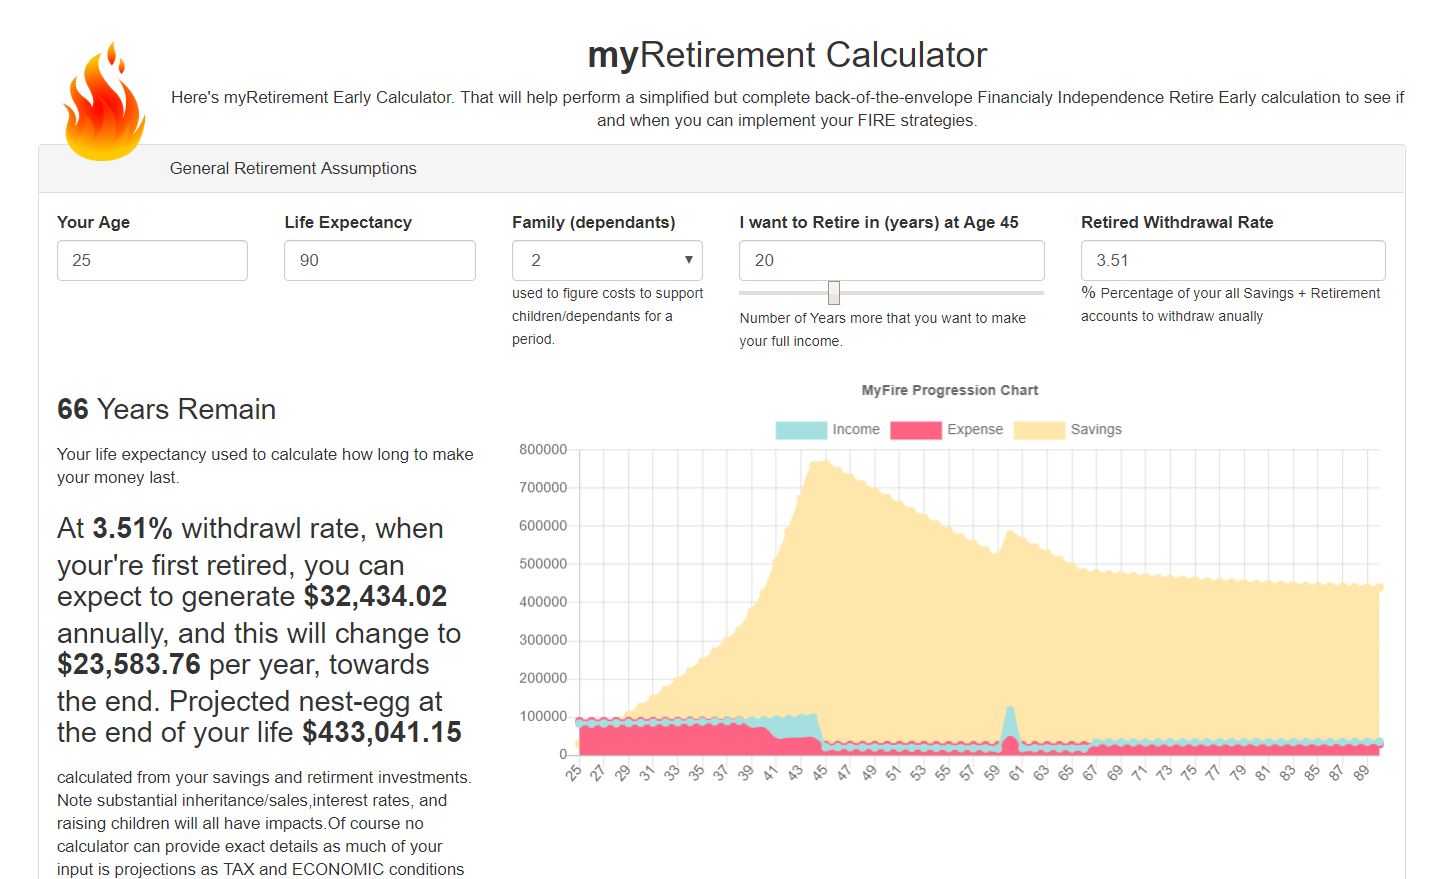 myRetirement Calculator
Here's myRetirement Early Calculator. That will help perform a simplified but complete back-of-the-envelope Financialy Independence Retire Early calculation to see if
and when you can implement your FIRE strategies.
General Retirement Assumptions
Your Age
25
Life Expectancy
90
Family (dependants)
2
used to figure costs to support
children/dependants for a
period.
I want to Retire in (years) at Age 45
20
Number of Years more that you want to make
your full income.
Retired Withdrawal Rate
3.51
% Percentage of your all Savings + Retirement
accounts to withdraw anually
66 Years Remain
Your life expectancy used to calculate how long to make
your money last.
At 3.51% withdrawl rate, when
your're first retired, you can
expect to generate $32,434.02
annually, and this will change to
$23,583.76 per year, towards
the end. Projected nest-egg at
the end of your life $433,041.15
calculated from your savings and retirment investments.
Note substantial inheritance/sales,interest rates, and
raising children will all have impacts.Of course no
calculator can provide exact details as much of your
input is projections as TAX and ECONOMIC conditions
MyFire Progression Chart
Income Expense Savings
800000
700000
600000
500000
400000
300000
200000
100000
0
25 27 29 31 33 35 37 39 41 43 45 47 49 51 53 55 57 59 61 63 65 67 69 71 73 75 77 79 81 83 85 87 89